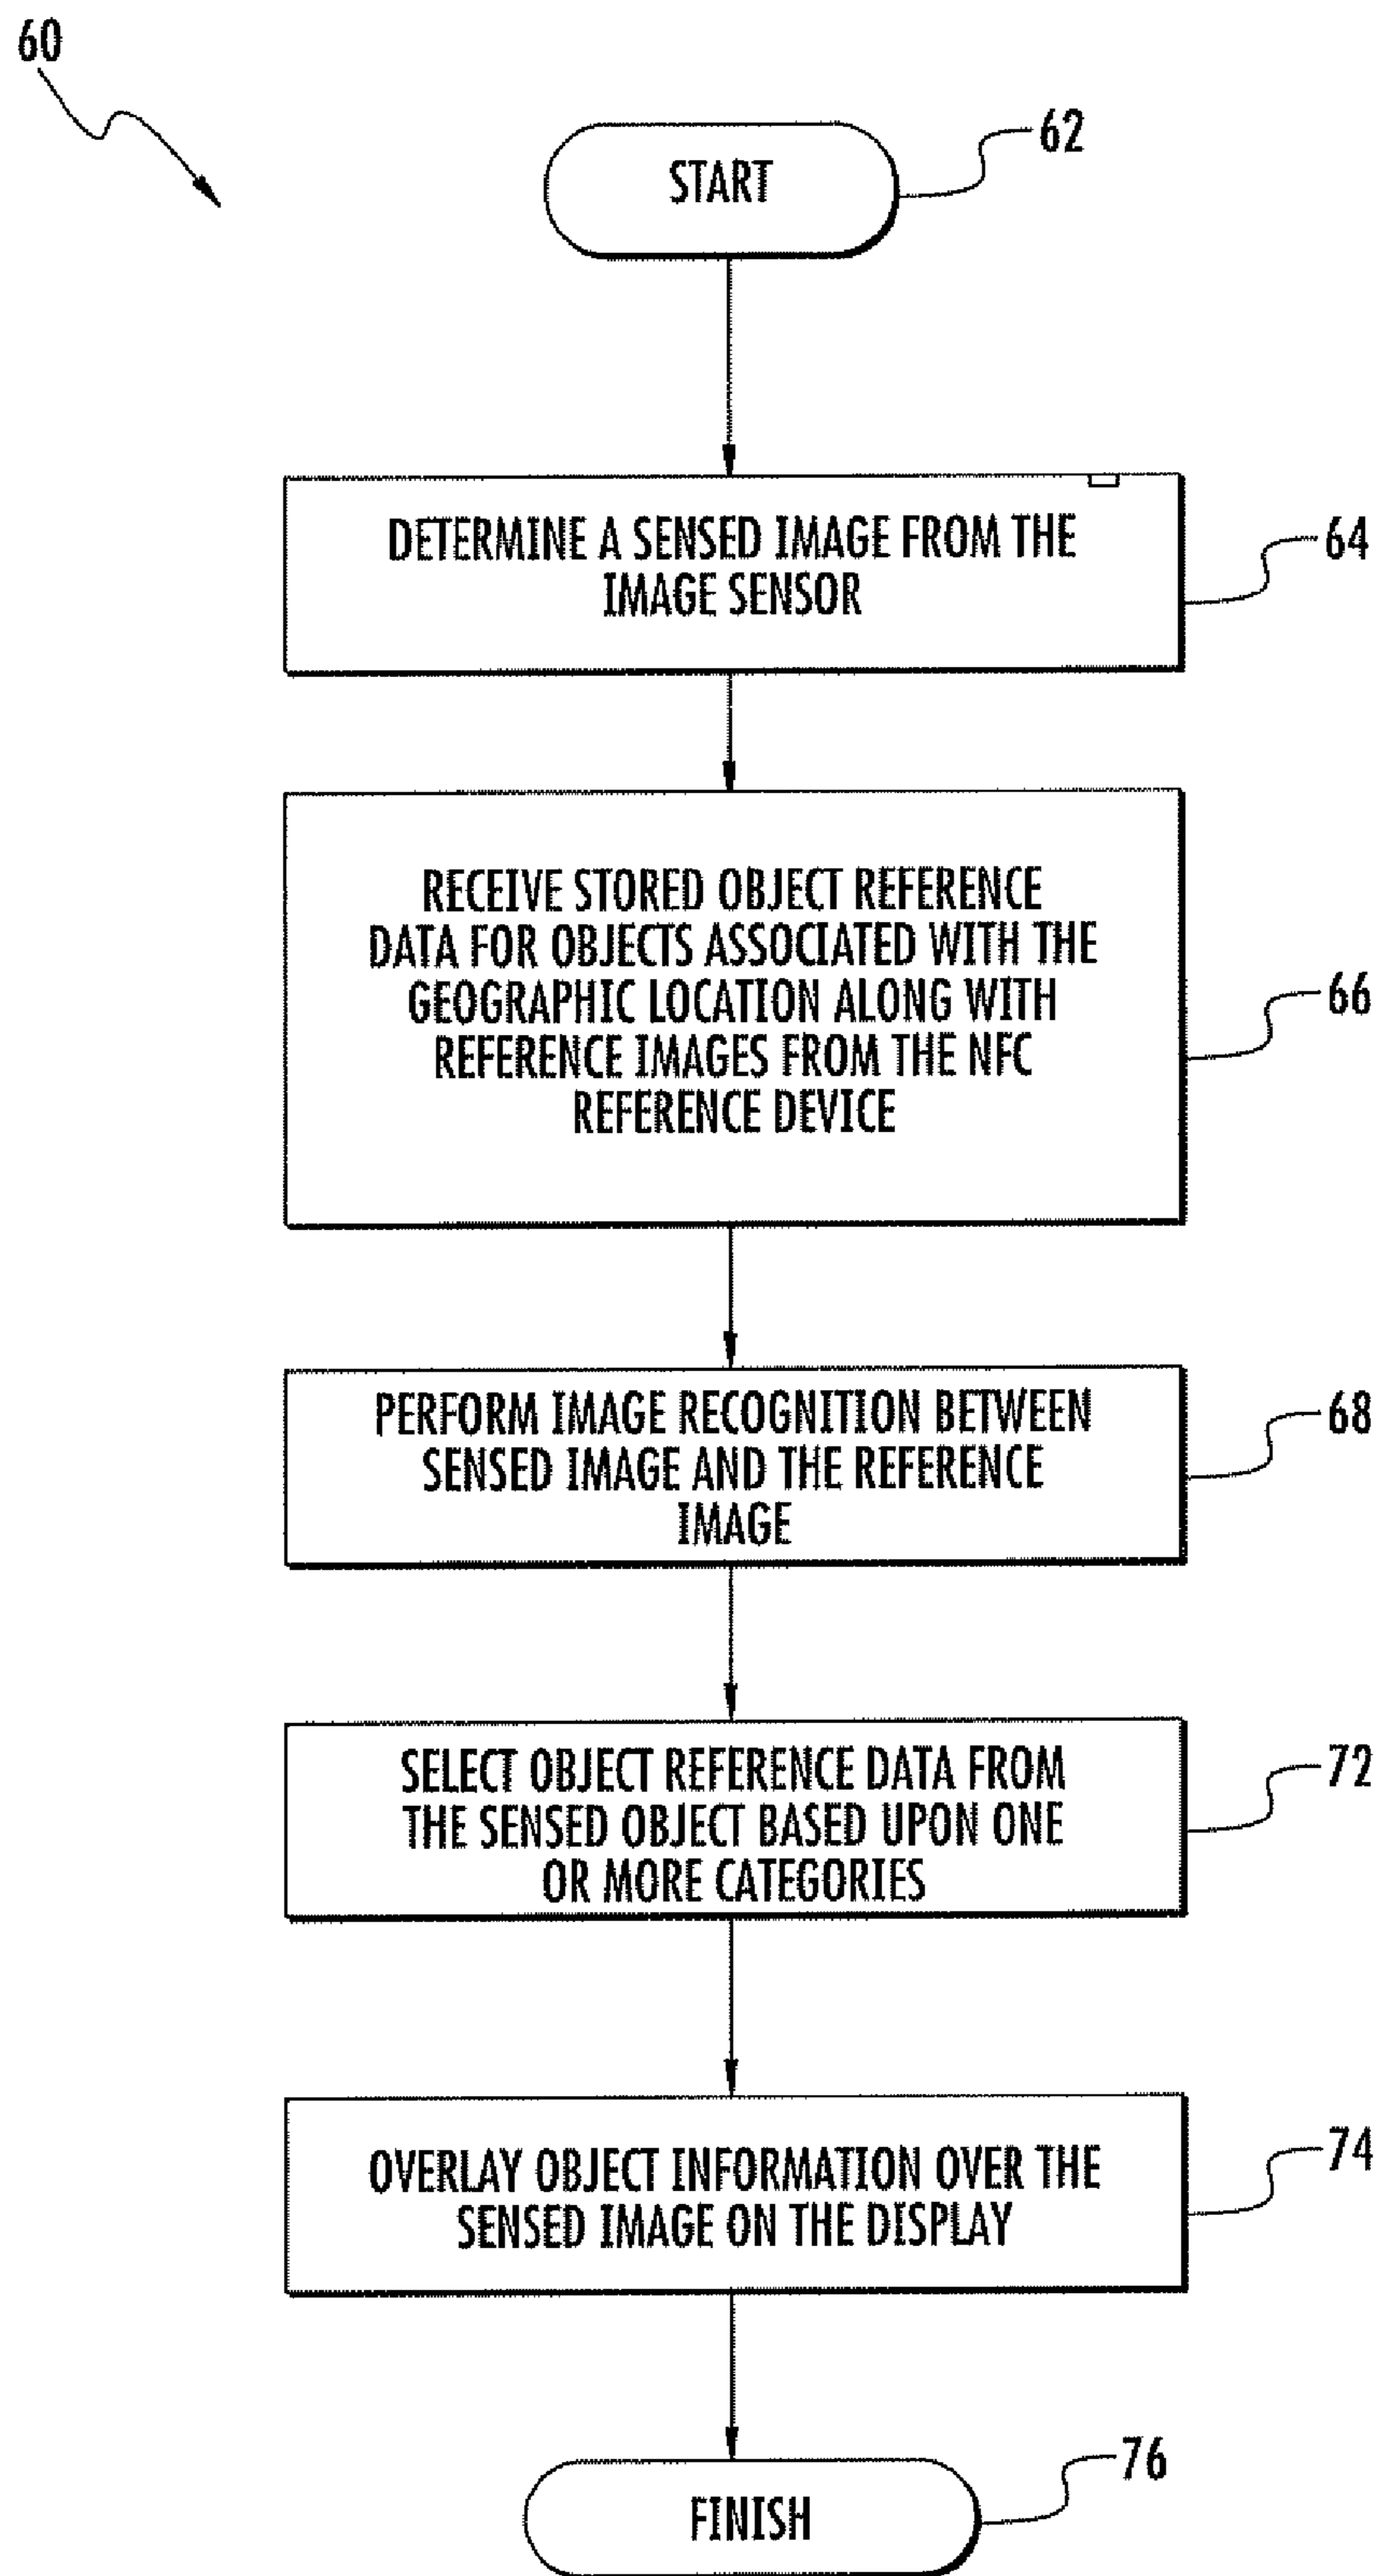 60
START
62
DETERMINE A SENSED IMAGE FROM THE
IMAGE SENSOR
64
RECEIVE STORED OBJECT REFERENCE
DATA FOR OBJECTS ASSOCIATED WITH THE
GEOGRAPHIC LOCATION ALONG WITH
REFERENCE IMAGES FROM THE NFC
REFERENCE DEVICE
66
PERFORM IMAGE RECOGNITION BETWEEN
SENSED IMAGE AND THE REFERENCE
IMAGE
68
SELECT OBJECT REFERENCE DATA FROM
THE SENSED OBJECT BASED UPON ONE
OR MORE CATEGORIES
72
OVERLAY OBJECT INFORMATION OVER THE
SENSED IMAGE ON THE DISPLAY
74
FINISH
76